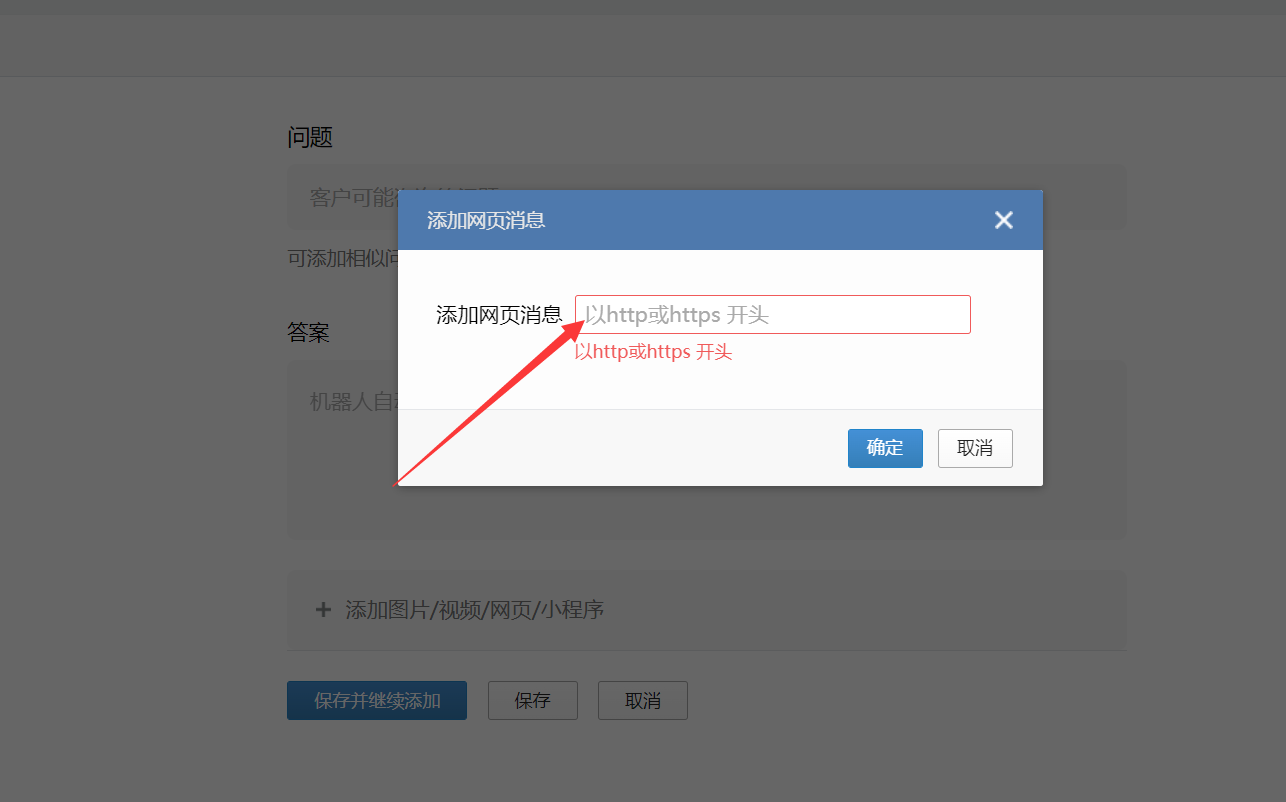 问题
客户可能
添加网页消息
可添加相似问
添加网页消息
以http或https 开头
以http或https 开头
答案
机器人自
确定
取消
+ 添加图片/视频/网页/小程序
保存并继续添加
保存
取消